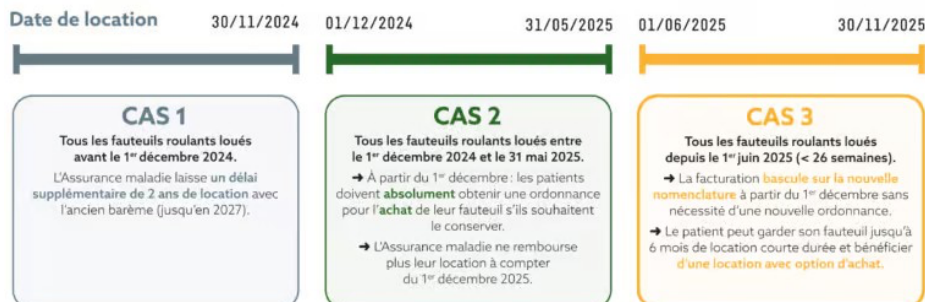 Date de location 30/11/2024 01/12/2024 31/05/2025 01/06/2025 30/11/2025
CAS 1
Tous les fauteuils roulants loués
avant le 1er décembre 2024.
L'Assurance maladie laisse un délai
supplémentaire de 2 ans de location avec
l'ancien barème (jusqu'en 2027).
CAS 2
Tous les fauteuils roulants loués entre
le 1er décembre 2024 et le 31 mai 2025.
➔ À partir du 1er décembre : les patients
doivent absolument obtenir une ordonnance
pour l'achat de leur fauteuil s'ils souhaitent
le conserver.
➔ L'Assurance maladie ne rembourse
plus leur location à compter
du 1er décembre 2025.
CAS 3
Tous les fauteuils roulants loués
depuis le 1er juin 2025 (< 26 semaines).
➔ La facturation bascule sur la nouvelle
nomenclature à partir du 1er décembre sans
nécessité d'une nouvelle ordonnance.
➔ Le patient peut garder son fauteuil jusqu'à
6 mois de location courte durée et bénéficier
d'une location avec option d'achat.